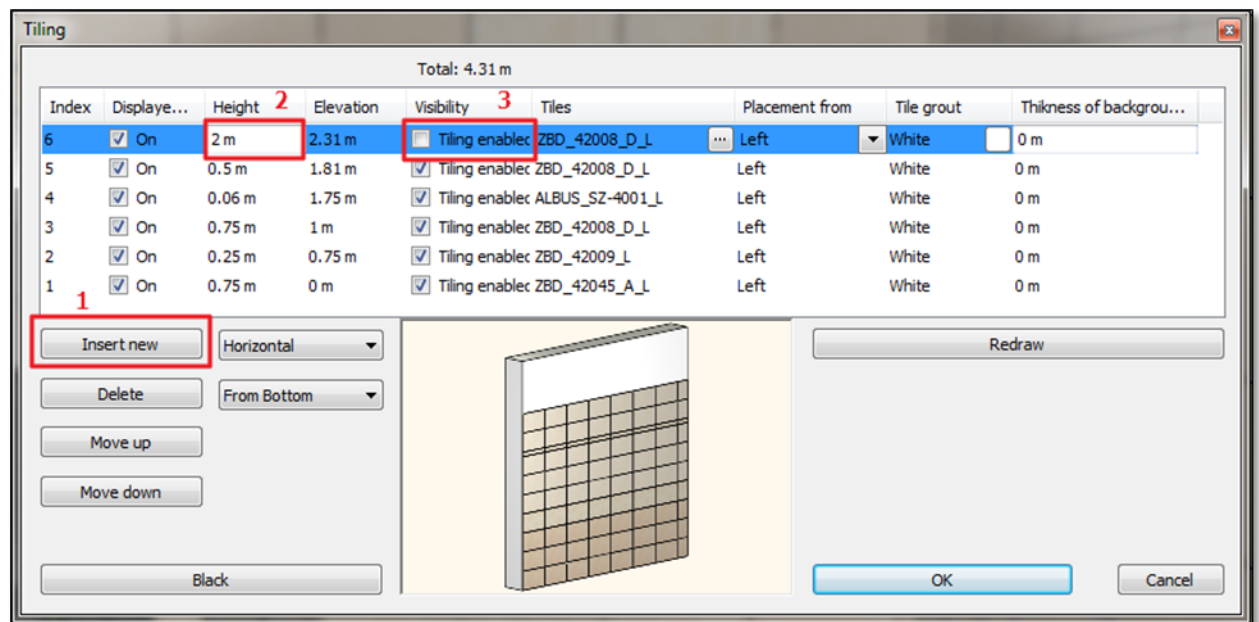 Tiling
Total: 4.31 m
Index Displaye... Height 2 Elevation Visibility 3 Tiles Placement from Tile grout Thikness of backgrou...
6 On 2 m 2.31 m Tiling enablec ZBD_42008_D_L ... Left White 0 m
5 On 0.5 m 1.81 m Tiling enablec ZBD_42008_D_L Left White 0 m
4 On 0.06 m 1.75 m Tiling enablec ALBUS_SZ-4001_L Left White 0 m
3 On 0.75 m 1 m Tiling enablec ZBD_42008_D_L Left White 0 m
2 On 0.25 m 0.75 m Tiling enablec ZBD_42009_L Left White 0 m
1 On 0.75 m 0 m Tiling enablec ZBD_42045_A_L Left White 0 m
1
Insert new Horizontal Redraw
Delete From Bottom
Move up
Move down
Black OK Cancel